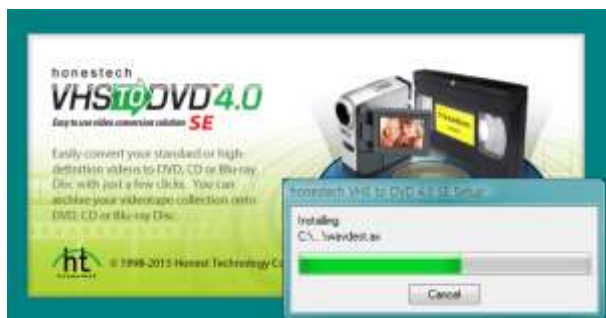 honestech
VHS TO DVD 4.0
Easy to use video conversion solution SE
Easily convert your standard or high-
definition videos to DVD, CD or Blu-ray
Disc with just a few clicks. You can
archive your videotape collection onto
DVD, CD or Blu-ray Disc.
ht
© 1998-2013 Honest Technology Co
honestech VHS to DVD 4.0 SE Setup
Installing
C:\...\wavdest.ax
Cancel